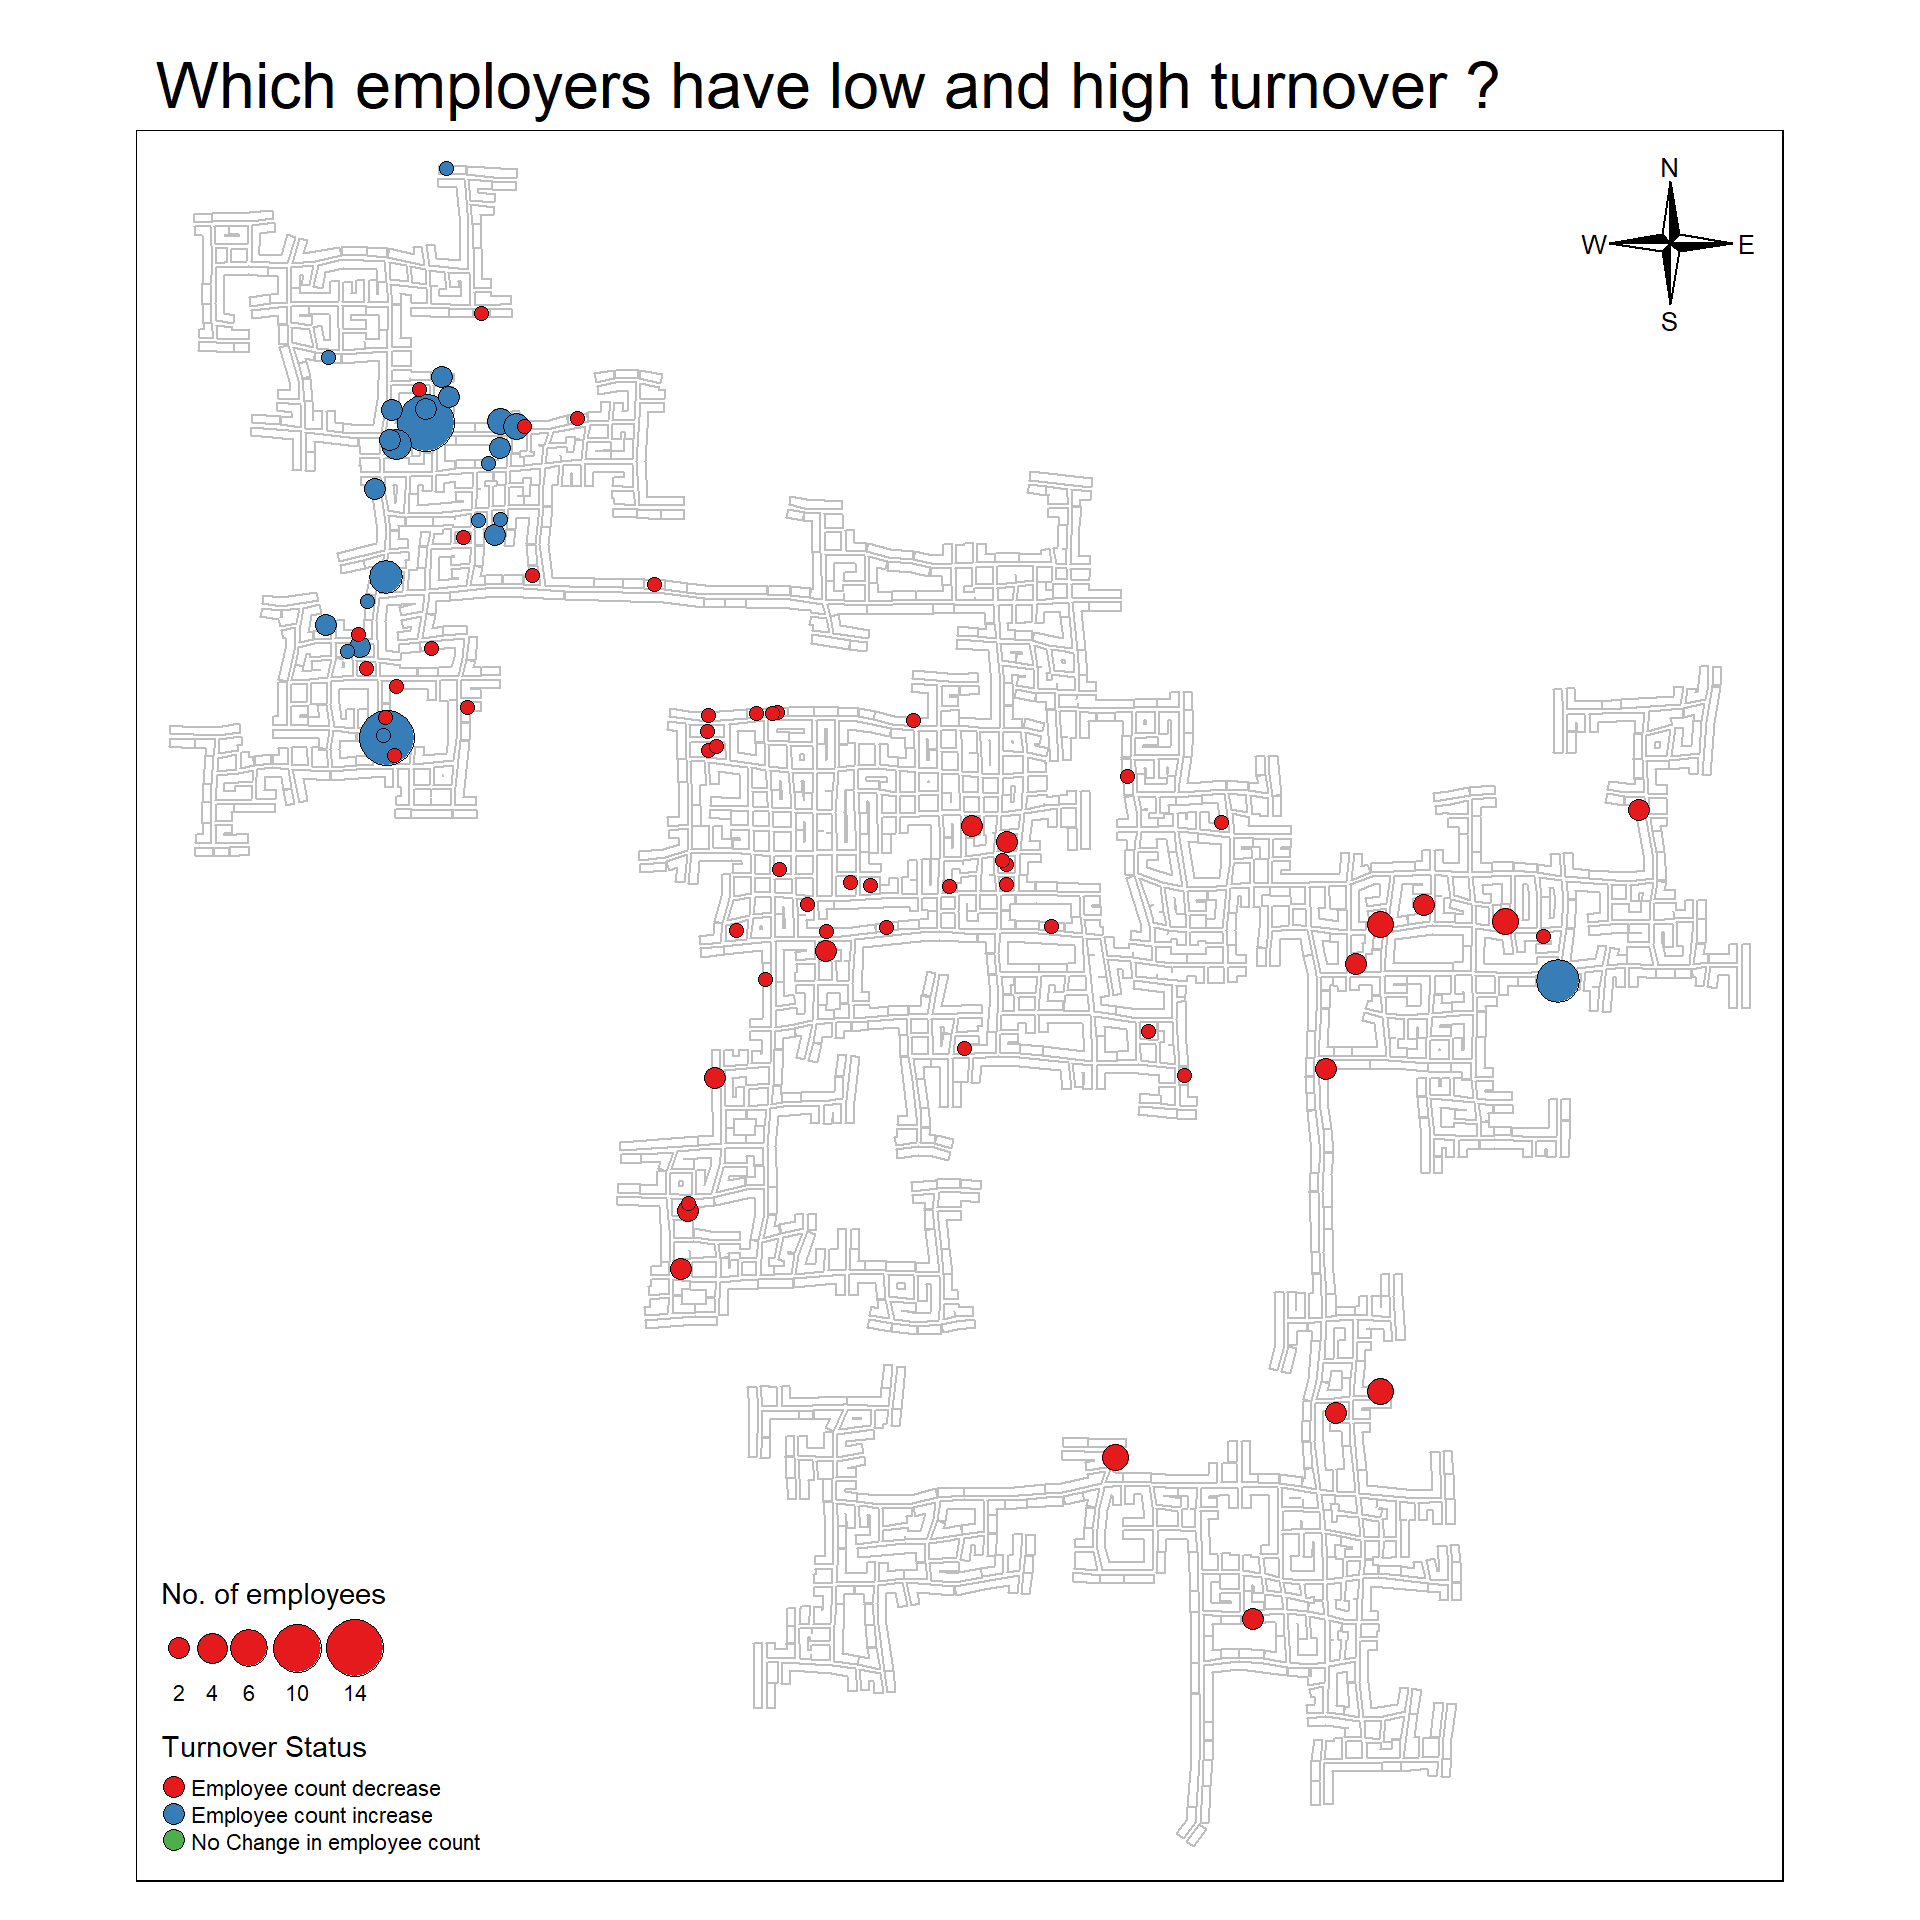 Which employers have low and high turnover ?
N
W E
S
No. of employees
2 4 6 10 14
Turnover Status
Employee count decrease
Employee count increase
No Change in employee count